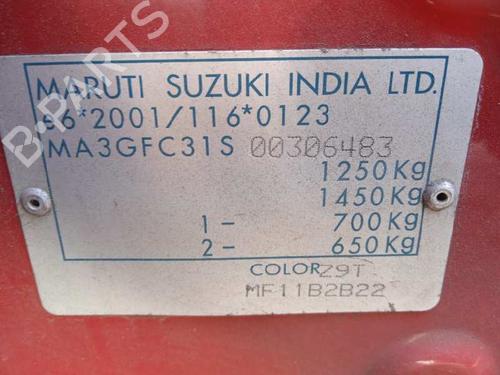 MARUTI SUZUKI INDIA LTD.
e6*2001/116*0123
MA3GFC31S 00306483
1250Kg
1450Kg
1- 700Kg
2- 650Kg
COLOR Z9T
MF11B2B22